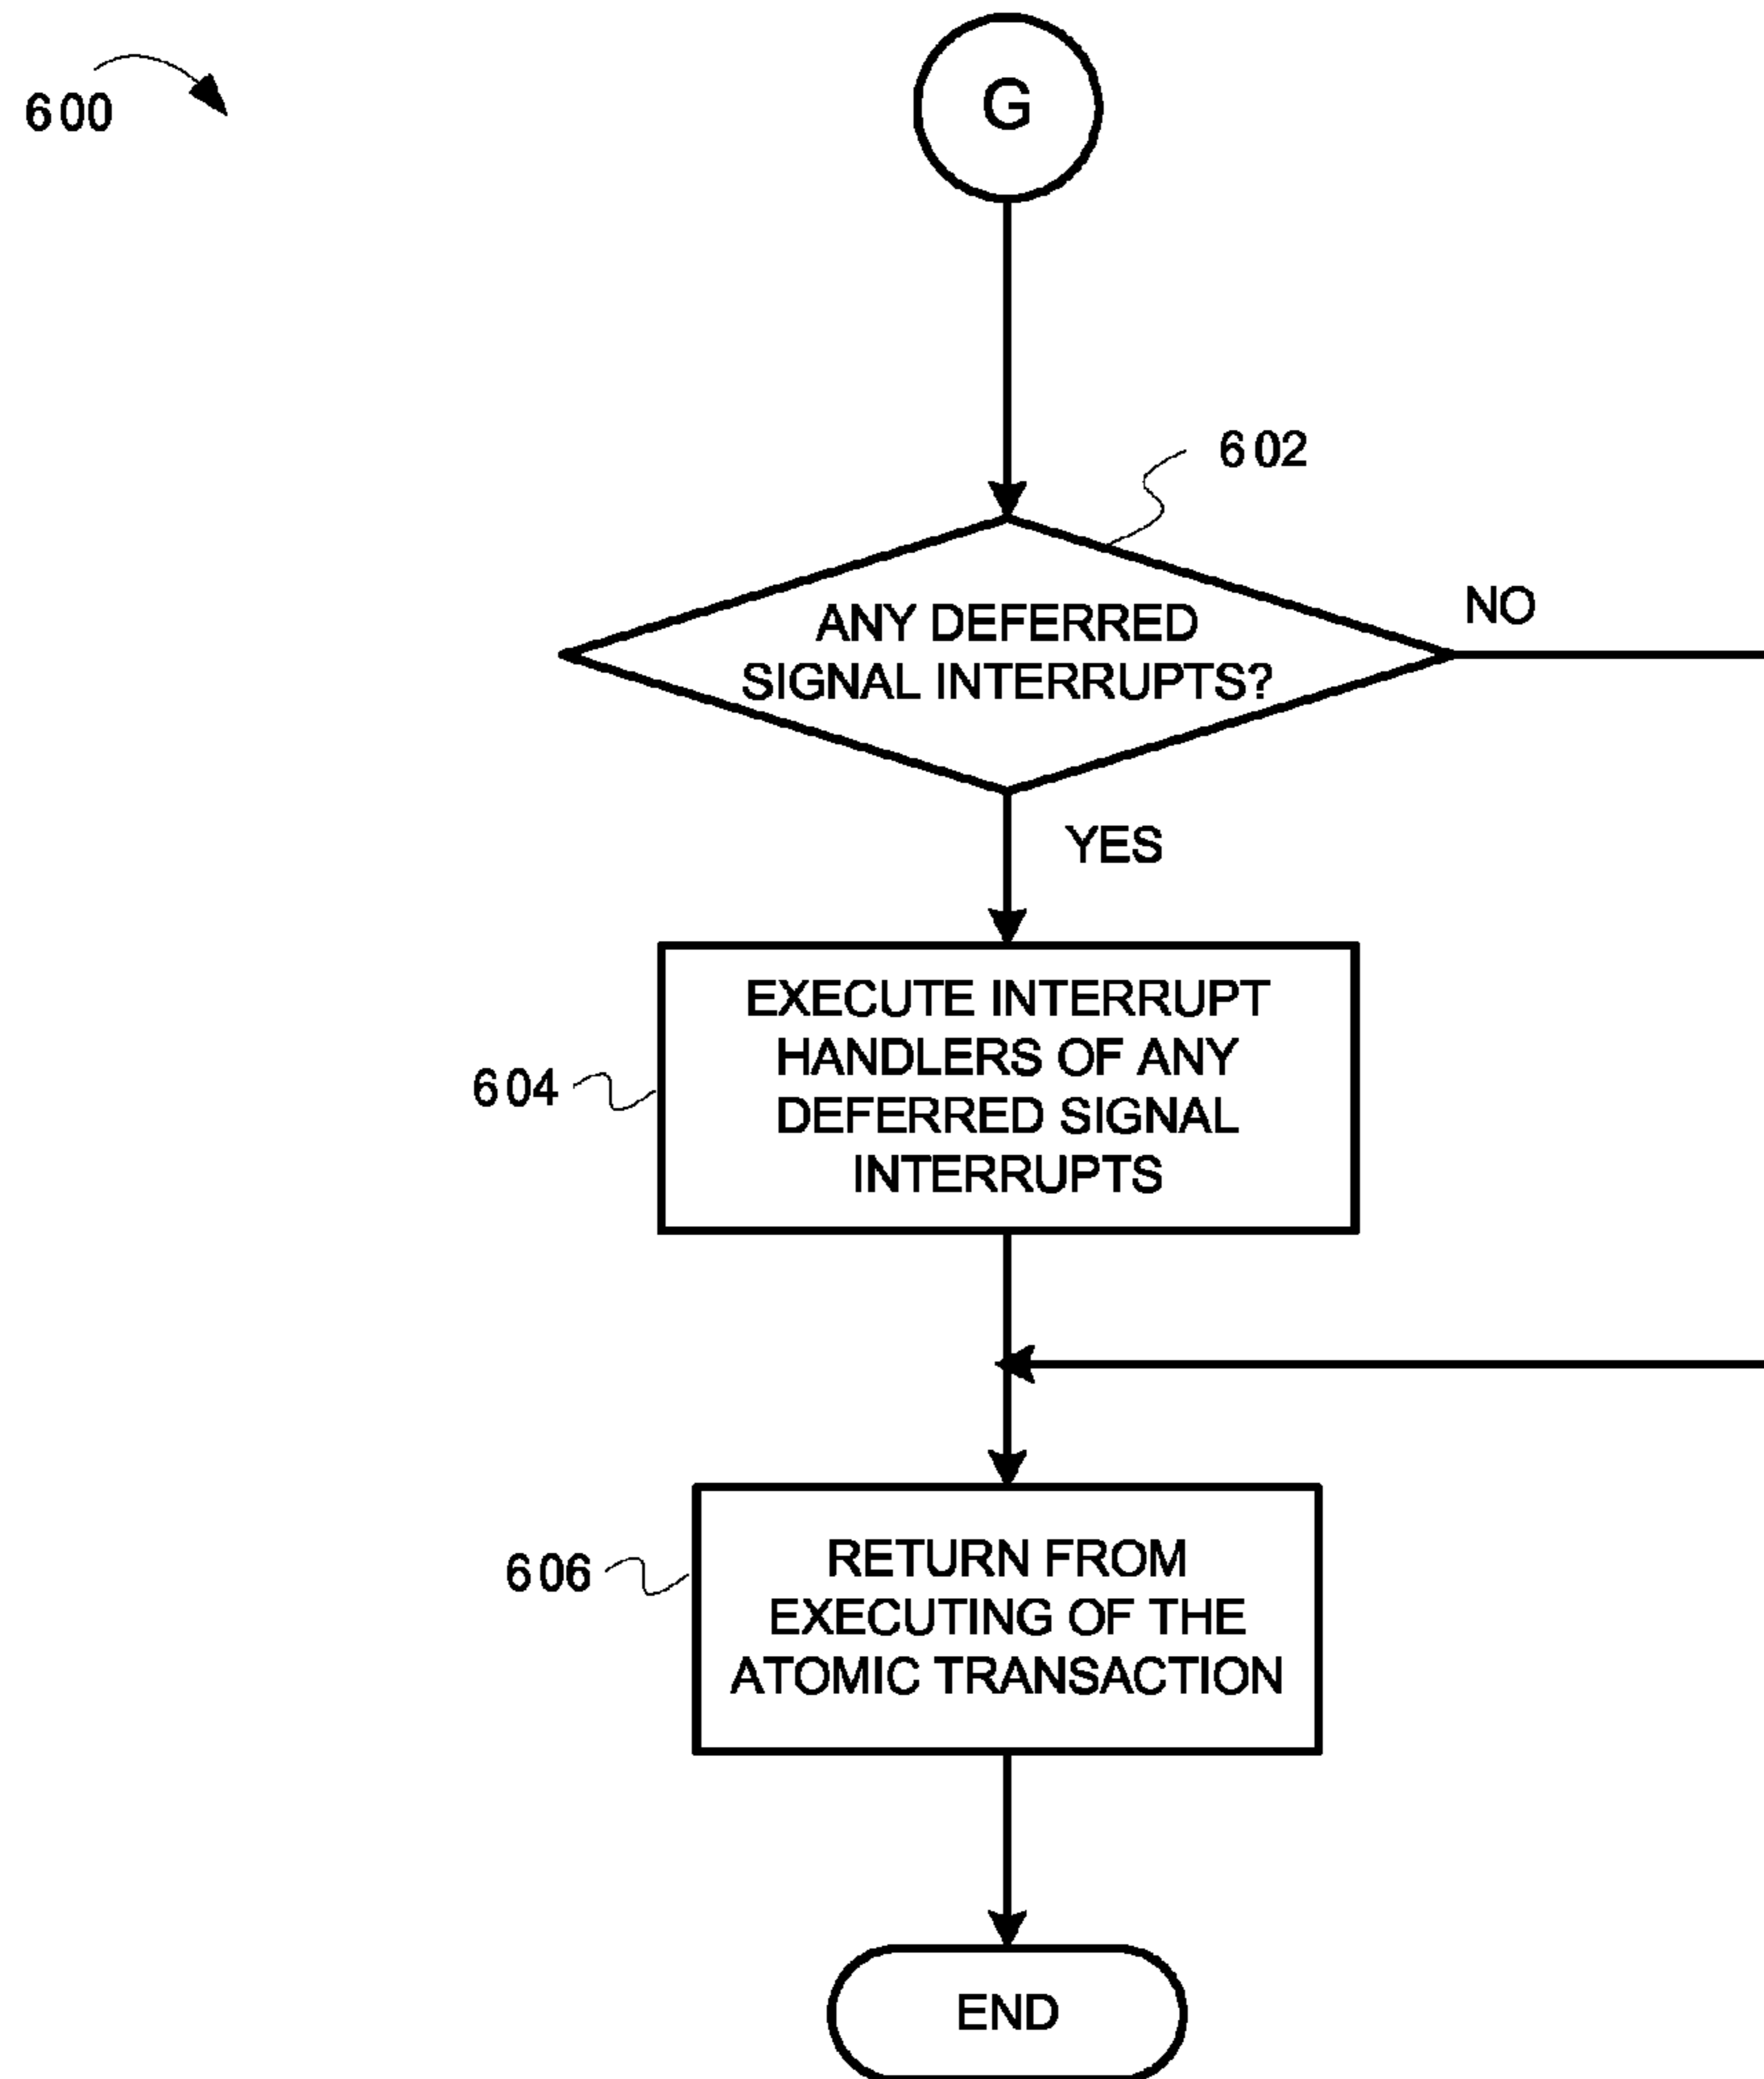 600
G
602
ANY DEFERRED
SIGNAL INTERRUPTS?
NO
YES
604
EXECUTE INTERRUPT
HANDLERS OF ANY
DEFERRED SIGNAL
INTERRUPTS
606
RETURN FROM
EXECUTING OF THE
ATOMIC TRANSACTION
END